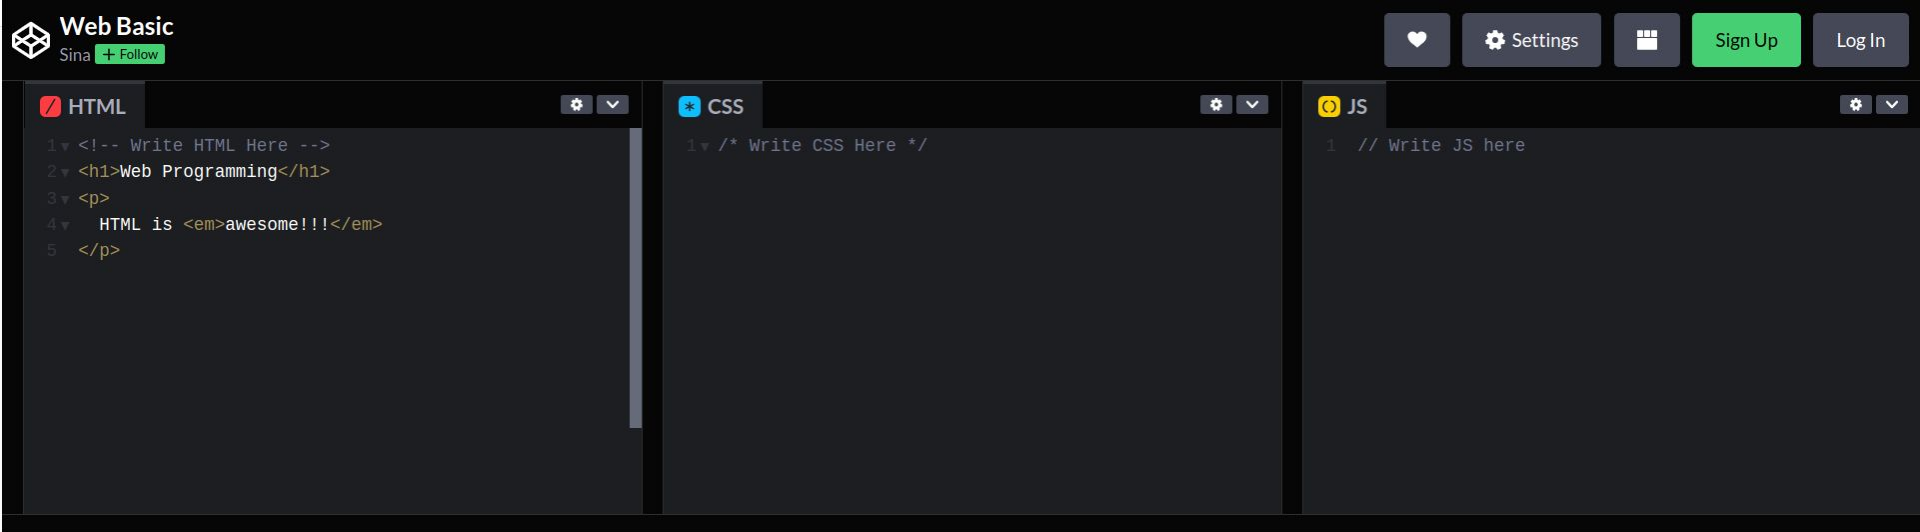 Web Basic
Sina + Follow
Settings
Sign Up
Log In
/ HTML
1 <!-- Write HTML Here -->
2 <h1>Web Programming</h1>
3 <p>
4   HTML is <em>awesome!!!</em>
5 </p>
* CSS
1 /* Write CSS Here */
() JS
1 // Write JS here